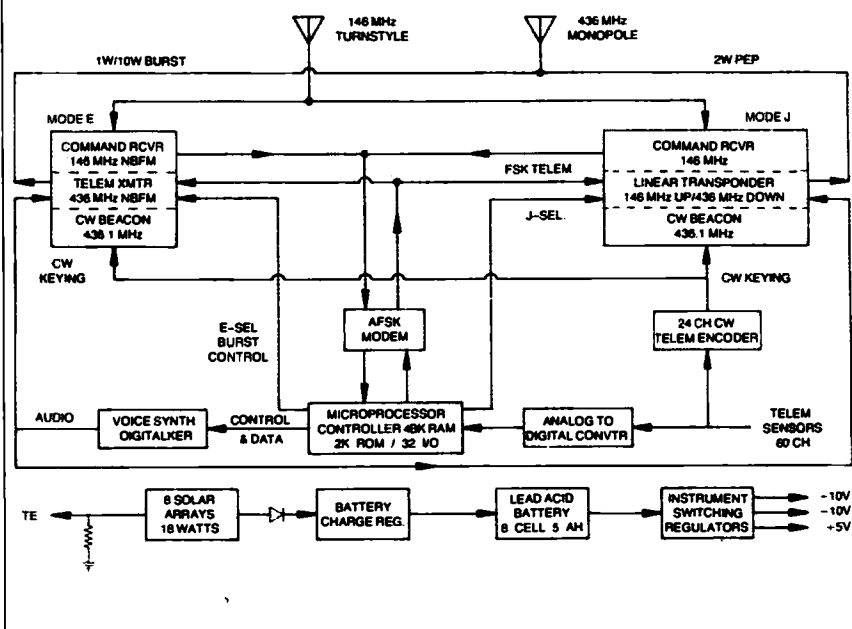 146 MHz
TURNSTYLE
436 MHz
MONOPOLE
1W/10W BURST
2W PEP
MODE E
MODE J
COMMAND RCVR
146 MHz NBFM
TELEM XMTR
436 MHz NBFM
CW BEACON
436.1 MHz
COMMAND RCVR
146 MHz
LINEAR TRANSPONDER
146 MHz UP/436 MHz DOWN
CW BEACON
435.1 MHz
FSK TELEM
J-SEL.
CW
KEYING
CW KEYING
E-SEL
BURST
CONTROL
AFSK
MODEM
24 CH CW
TELEM ENCODER
AUDIO
VOICE SYNTH
DIGITALKER
CONTROL
& DATA
MICROPROCESSOR
CONTROLLER 48K RAM
2K ROM / 32 I/O
ANALOG TO
DIGITAL CONVTR
TELEM
SENSORS
60 CH
TE
8 SOLAR
ARRAYS
18 WATTS
BATTERY
CHARGE REG.
LEAD ACID
BATTERY
8 CELL 5 AH
INSTRUMENT
SWITCHING
REGULATORS
-10V
-10V
+5V